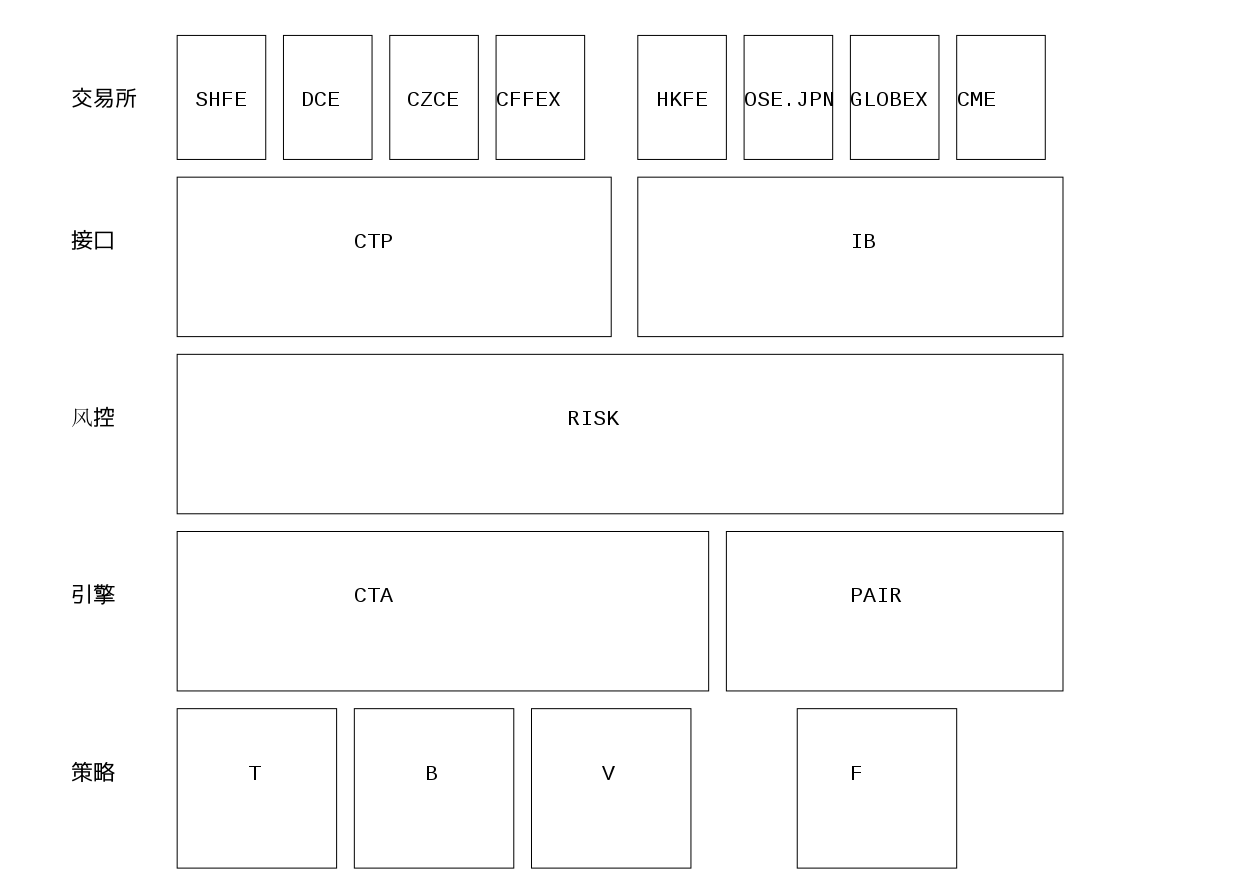 交易所 SHFE DCE CZCE CFFEX HKFE OSE.JPN GLOBEX CME
接口 CTP IB
风控 RISK
引擎 CTA PAIR
策略 T B V F